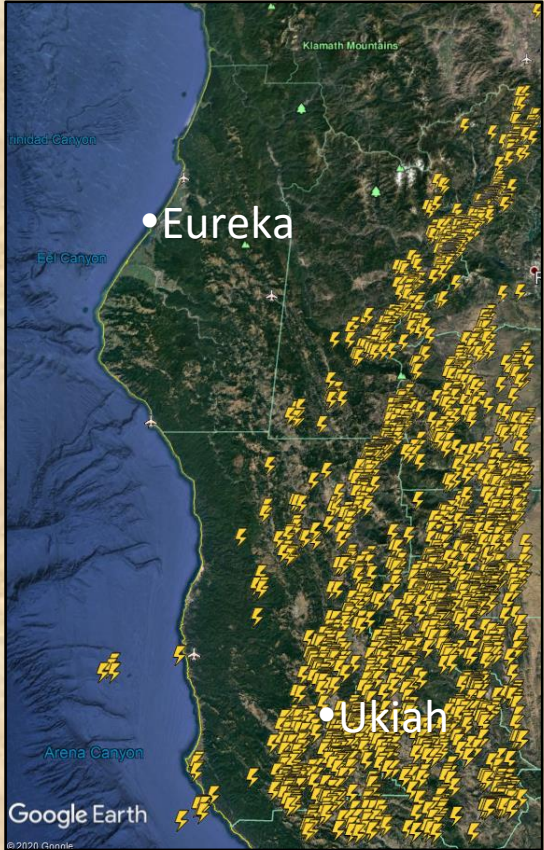 Klamath Mountains
Trinidad Canyon
Eureka
Eel Canyon
Ukiah
Arena Canyon
Google Earth
© 2020 Google